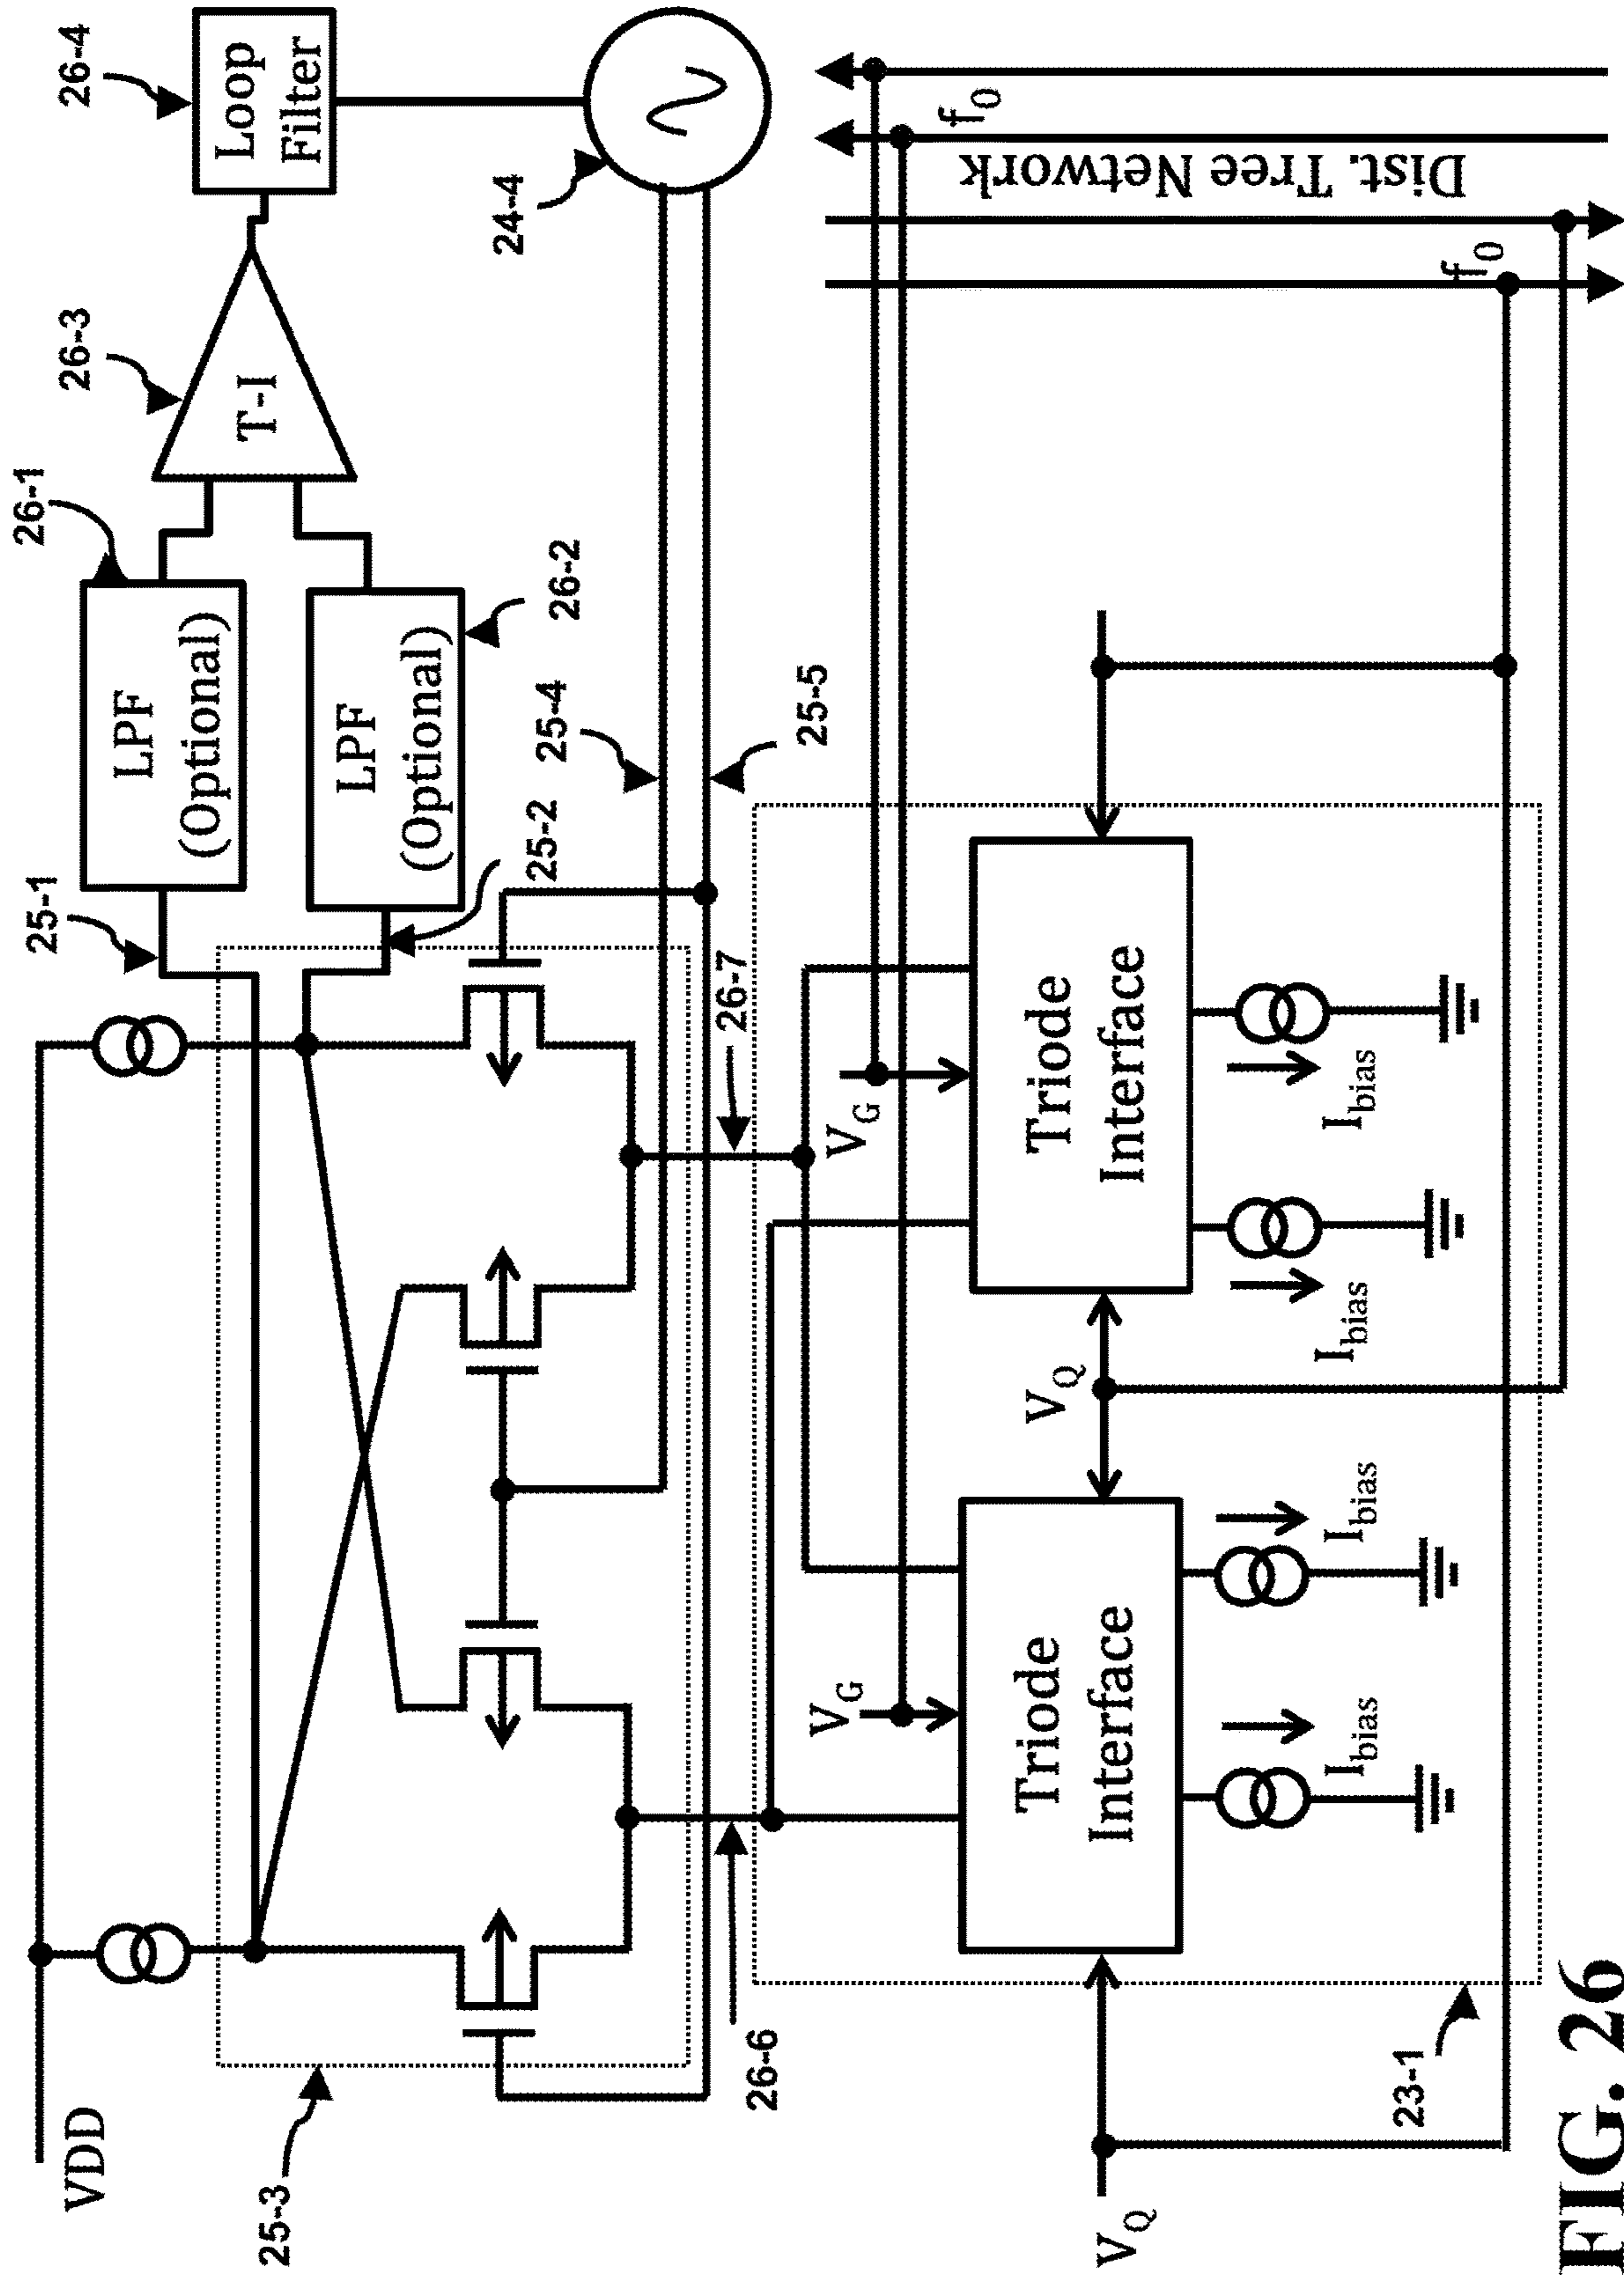 VDD
25-3
25-1
25-2
LPF
(Optional)
LPF
(Optional)
26-1
26-2
T-I
26-3
Loop
Filter
26-4
24-4
25-4
25-5
26-6
26-7
V_G
V_G
V_Q
V_Q
Triode
Interface
Triode
Interface
I_bias
I_bias
I_bias
I_bias
23-1
f_0
Dist. Tree Network
f_0
FIG. 26